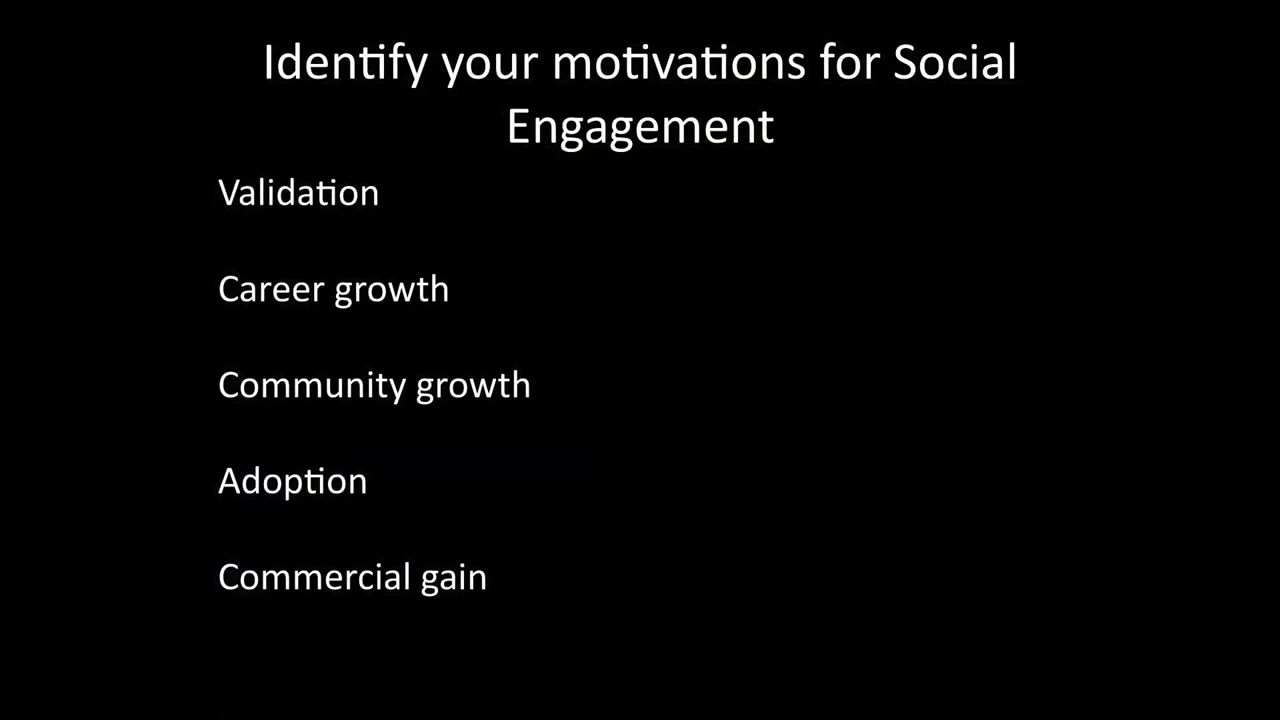 Identify your motivations for Social
Engagement
Validation
Career growth
Community growth
Adoption
Commercial gain